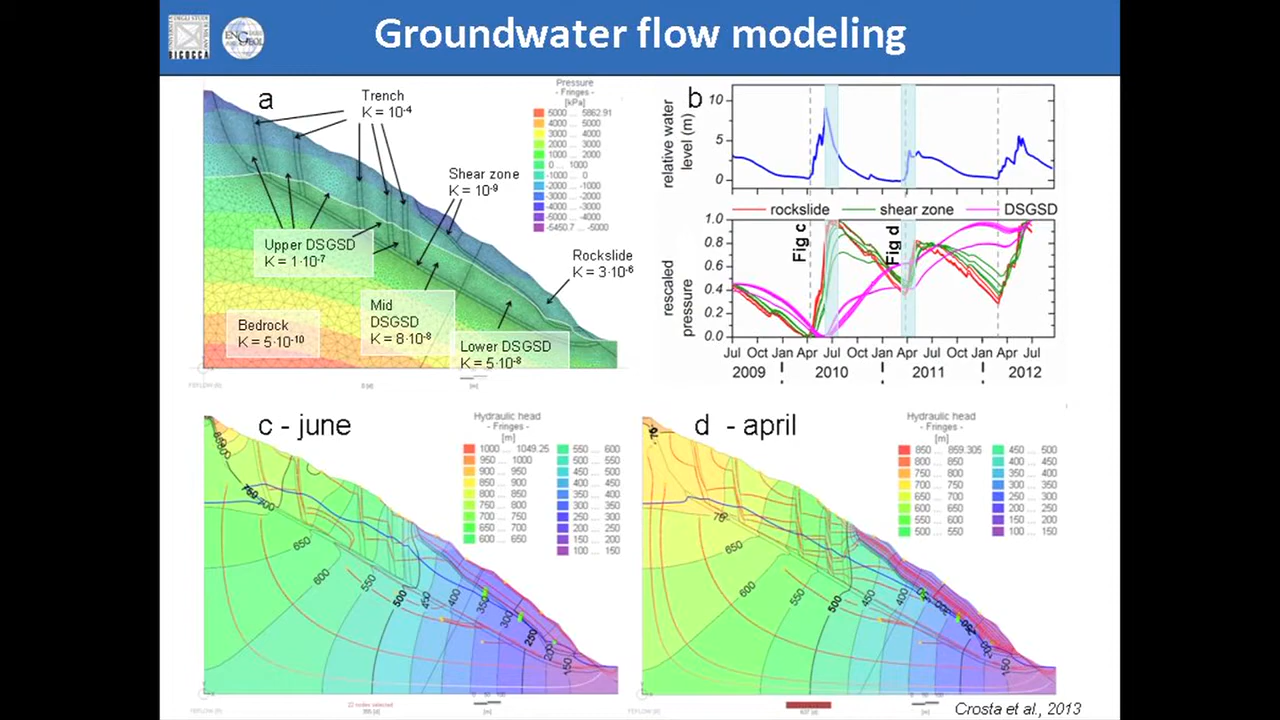 Groundwater flow modeling
BICOCCA
a
Trench
K = 10-4
Shear zone
K = 10-9
Upper DSGSD
K = 1·10-7
Rockslide
K = 3·10-6
Mid
DSGSD
K = 8·10-8
Bedrock
K = 5·10-10
Lower DSGSD
K = 5·10-8
Pressure
- Fringes -
[kPa]
5000 ... 5862.91
4000 ... 5000
3000 ... 4000
2000 ... 3000
1000 ... 2000
0 ... 1000
-1000 ... 0
-2000 ... -1000
-3000 ... -2000
-4000 ... -3000
-5000 ... -4000
-5450.7 ... -5000
b
relative water
level (m)
10
5
0
rockslide
shear zone
DSGSD
rescaled
pressure
1.0
0.8
0.6
0.4
0.2
0.0
Fig c
Fig d
Jul Oct Jan Apr Jul Oct Jan Apr Jul Oct Jan Apr Jul
2009 2010 2011 2012
c - june
Hydraulic head
- Fringes -
[m]
1000 ... 1049.25
950 ... 1000
900 ... 950
850 ... 900
800 ... 850
750 ... 800
700 ... 750
650 ... 700
600 ... 650
550 ... 600
500 ... 550
450 ... 500
400 ... 450
350 ... 400
300 ... 350
250 ... 300
200 ... 250
150 ... 200
100 ... 150
700
650
600
550
500
450
400
350
300
250
200
150
d - april
Hydraulic head
- Fringes -
[m]
850 ... 859.305
800 ... 850
750 ... 800
700 ... 750
650 ... 700
600 ... 650
550 ... 600
500 ... 550
450 ... 500
400 ... 450
350 ... 400
300 ... 350
250 ... 300
200 ... 250
150 ... 200
100 ... 150
650
600
550
500
450
150
Crosta et al., 2013